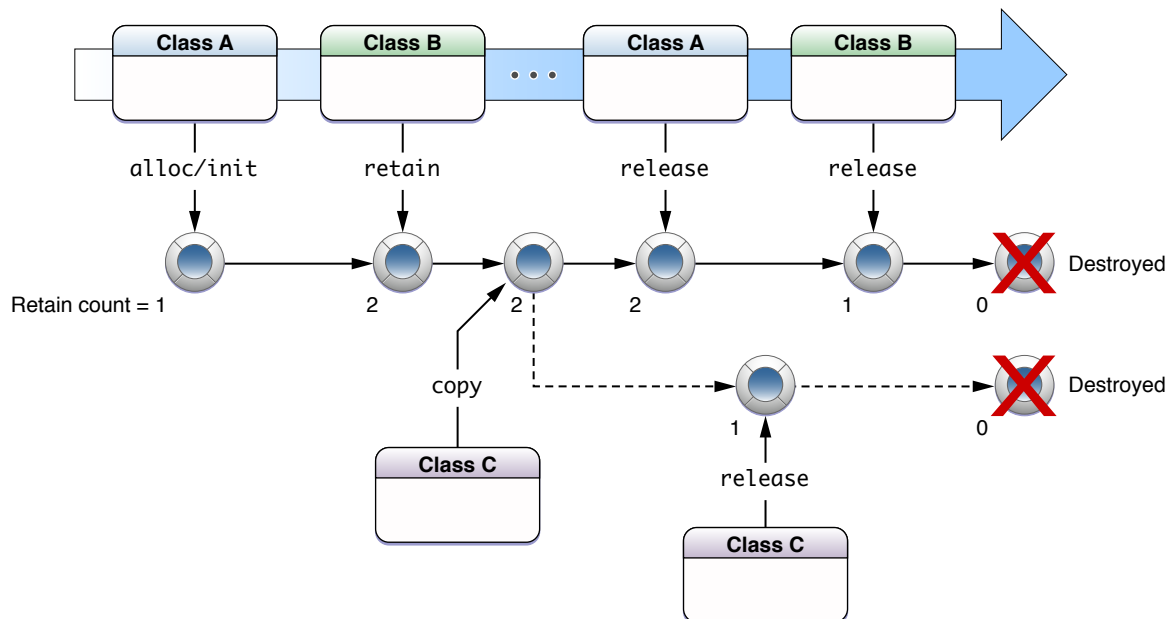 Class A Class B • • • Class A Class B
alloc/init retain release release
Destroyed
Retain count = 1 2 2 2 1 0
copy
Destroyed
1 0
Class C
release
Class C